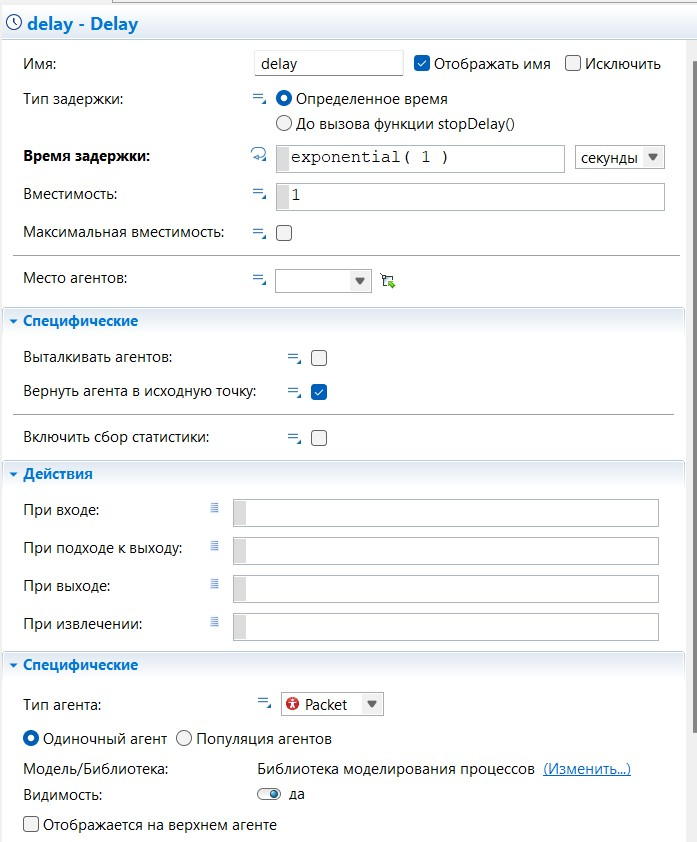 delay - Delay
Имя: delay Отображать имя Исключить
Тип задержки: Определенное время
До вызова функции stopDelay()
Время задержки: exponential( 1 ) секунды
Вместимость: 1
Максимальная вместимость:
Место агентов:
Специфические
Выталкивать агентов:
Вернуть агента в исходную точку:
Включить сбор статистики:
Действия
При входе:
При подходе к выходу:
При выходе:
При извлечении:
Специфические
Тип агента: Packet
Одиночный агент Популяция агентов
Модель/Библиотека: Библиотека моделирования процессов (Изменить...)
Видимость: да
Отображается на верхнем агенте